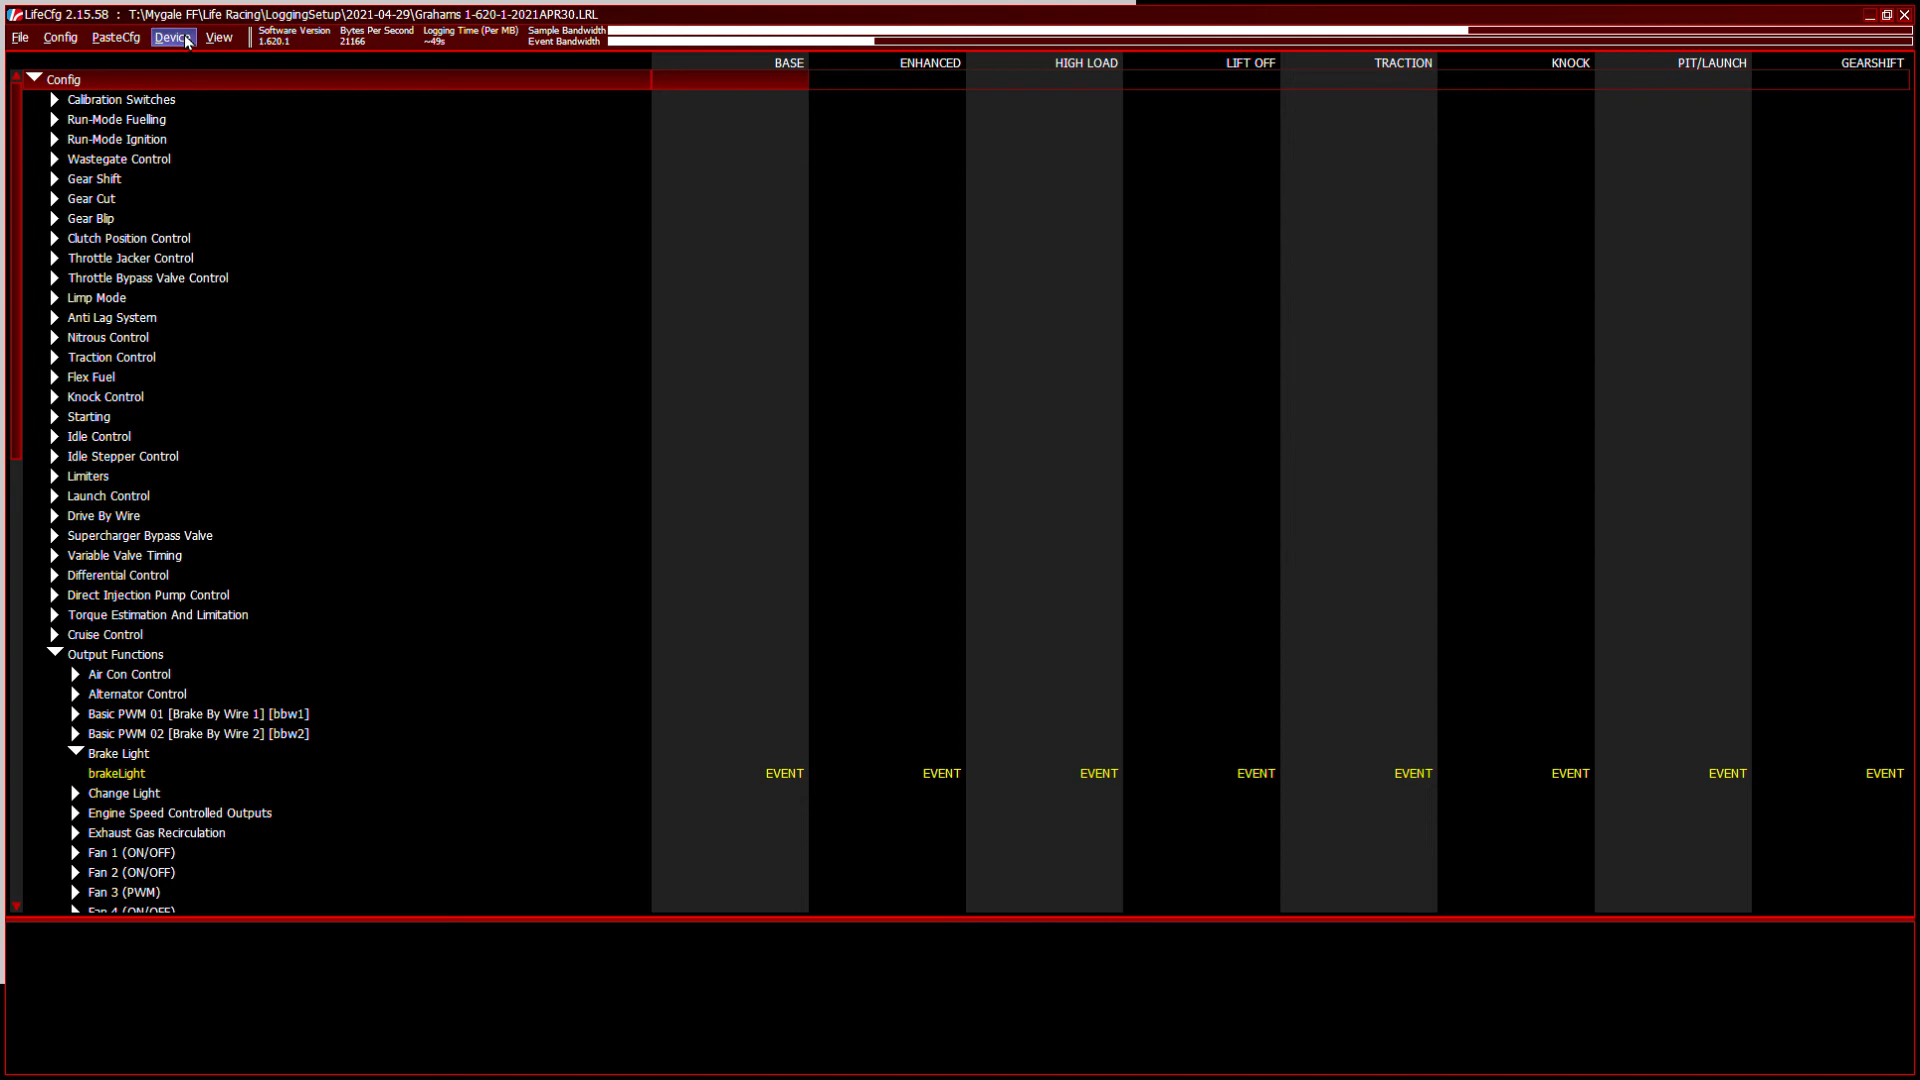 LifeCfg 2.15.58 : T:\Mygale FF\Life Racing\LoggingSetup\2021-04-29\Grahams 1-620-1-2021APR30.LRL
File Config PasteCfg Device View
Software Version Bytes Per Second Logging Time (Per MB) Sample Bandwidth
1.620.1 21166 ~49s Event Bandwidth
BASE ENHANCED HIGH LOAD LIFT OFF TRACTION KNOCK PIT/LAUNCH GEARSHIFT
Config
Calibration Switches
Run-Mode Fuelling
Run-Mode Ignition
Wastegate Control
Gear Shift
Gear Cut
Gear Blip
Clutch Position Control
Throttle Jacker Control
Throttle Bypass Valve Control
Limp Mode
Anti Lag System
Nitrous Control
Traction Control
Flex Fuel
Knock Control
Starting
Idle Control
Idle Stepper Control
Limiters
Launch Control
Drive By Wire
Supercharger Bypass Valve
Variable Valve Timing
Differential Control
Direct Injection Pump Control
Torque Estimation And Limitation
Cruise Control
Output Functions
Air Con Control
Alternator Control
Basic PWM 01 [Brake By Wire 1] [bbw1]
Basic PWM 02 [Brake By Wire 2] [bbw2]
Brake Light
brakeLight EVENT EVENT EVENT EVENT EVENT EVENT EVENT EVENT
Change Light
Engine Speed Controlled Outputs
Exhaust Gas Recirculation
Fan 1 (ON/OFF)
Fan 2 (ON/OFF)
Fan 3 (PWM)
Fan 4 (ON/OFF)